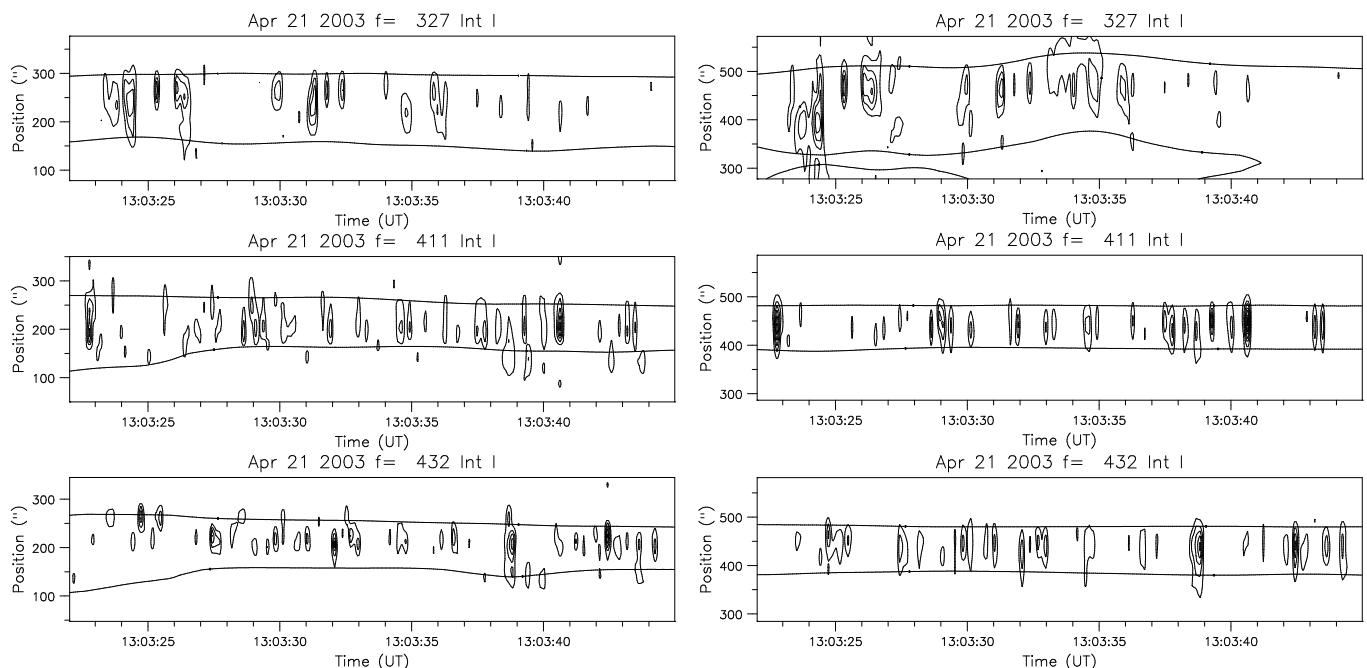 Apr 21 2003 f= 327 Int I
Position (")
300
200
100
13:03:25 13:03:30 13:03:35 13:03:40
Time (UT)
Apr 21 2003 f= 327 Int I
Position (")
500
400
300
13:03:25 13:03:30 13:03:35 13:03:40
Time (UT)
Apr 21 2003 f= 411 Int I
Position (")
300
200
100
13:03:25 13:03:30 13:03:35 13:03:40
Time (UT)
Apr 21 2003 f= 411 Int I
Position (")
500
400
300
13:03:25 13:03:30 13:03:35 13:03:40
Time (UT)
Apr 21 2003 f= 432 Int I
Position (")
300
200
100
13:03:25 13:03:30 13:03:35 13:03:40
Time (UT)
Apr 21 2003 f= 432 Int I
Position (")
500
400
300
13:03:25 13:03:30 13:03:35 13:03:40
Time (UT)